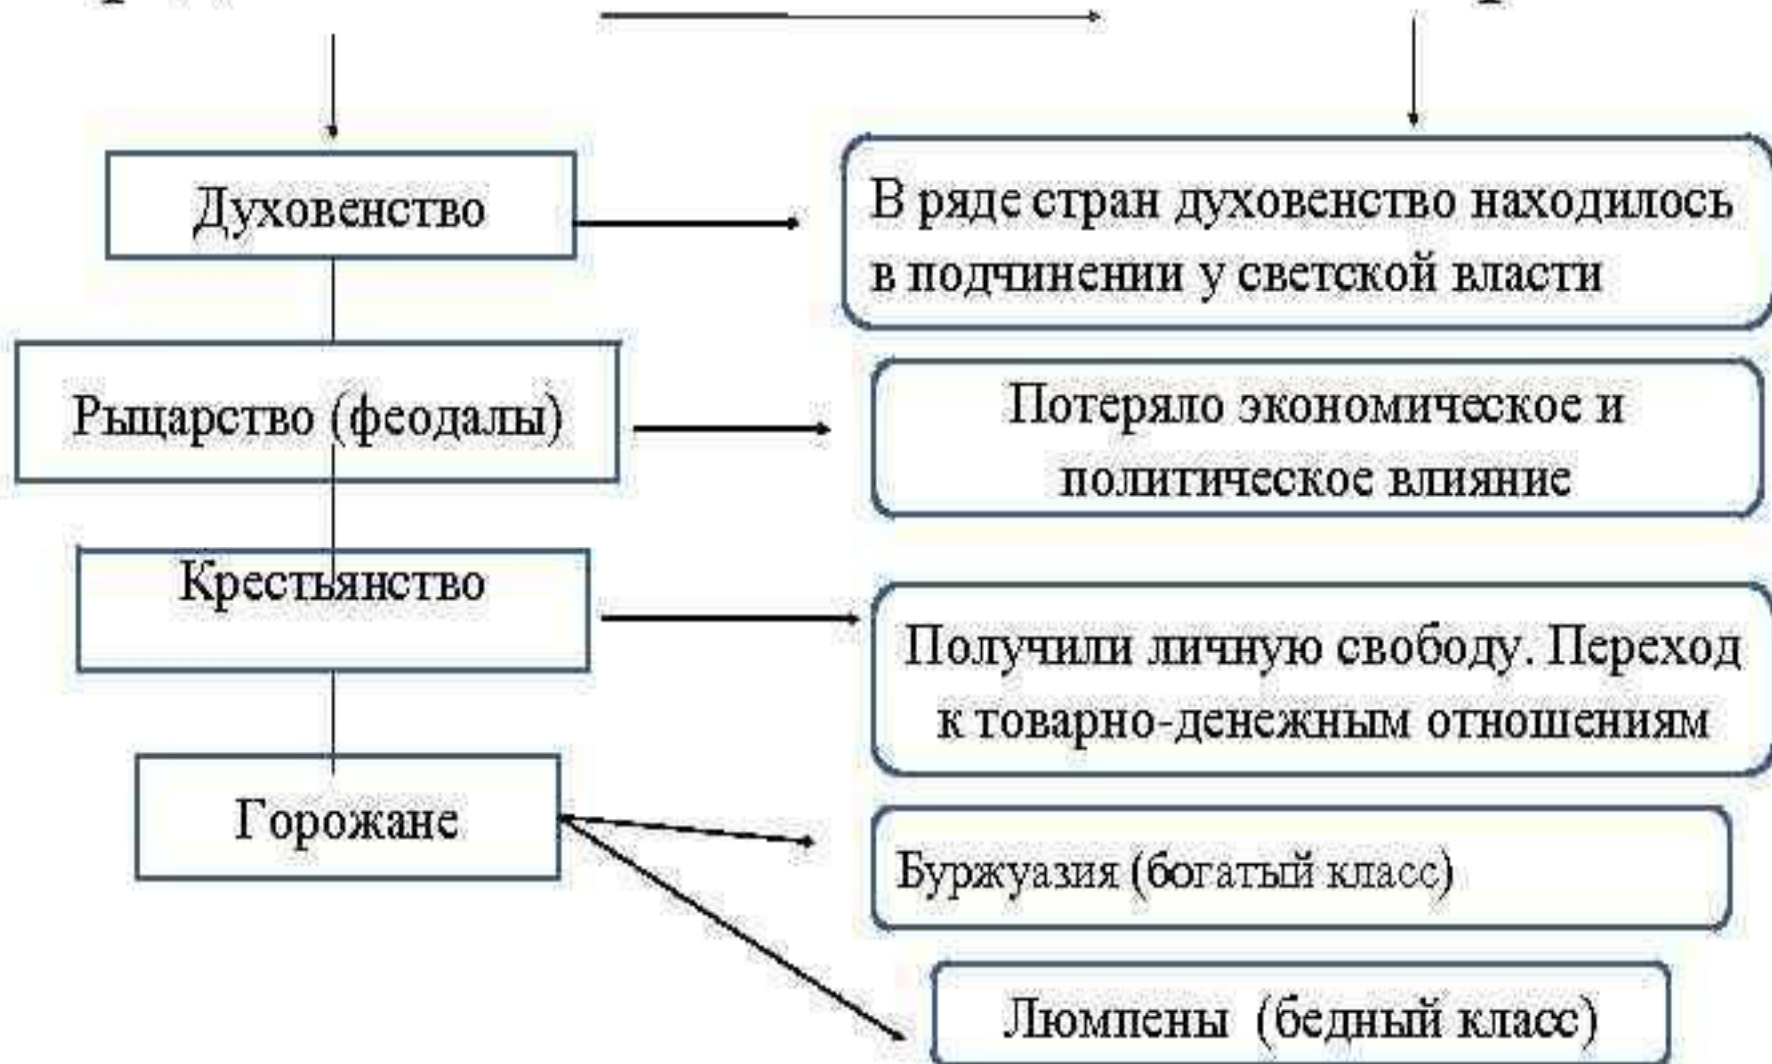 Духовенство
В ряде стран духовенство находилось
в подчинении у светской власти
Рыцарство (феодалы)
Потеряло экономическое и
политическое влияние
Крестьянство
Получили личную свободу. Переход
к товарно-денежным отношениям
Горожане
Буржуазия (богатый класс)
Люмпены (бедный класс)